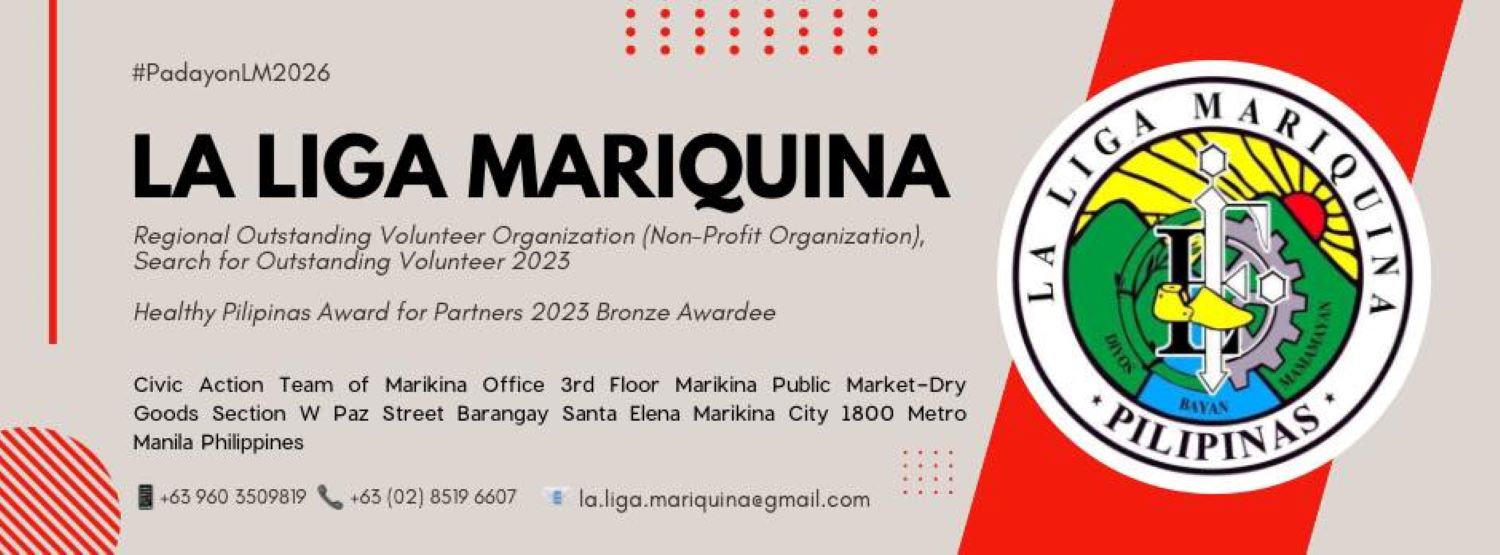 #PadayonLM2026
LA LIGA MARIQUINA
Regional Outstanding Volunteer Organization (Non-Profit Organization),
Search for Outstanding Volunteer 2023
Healthy Pilipinas Award for Partners 2023 Bronze Awardee
Civic Action Team of Marikina Office 3rd Floor Marikina Public Market-Dry
Goods Section W Paz Street Barangay Santa Elena Marikina City 1800 Metro
Manila Philippines
+63 960 3509819 +63 (02) 8519 6607 la.liga.mariquina@gmail.com
LA LIGA MARIQUINA
DIYOS
BAYAN
MAMAMAYAN
PILIPINAS